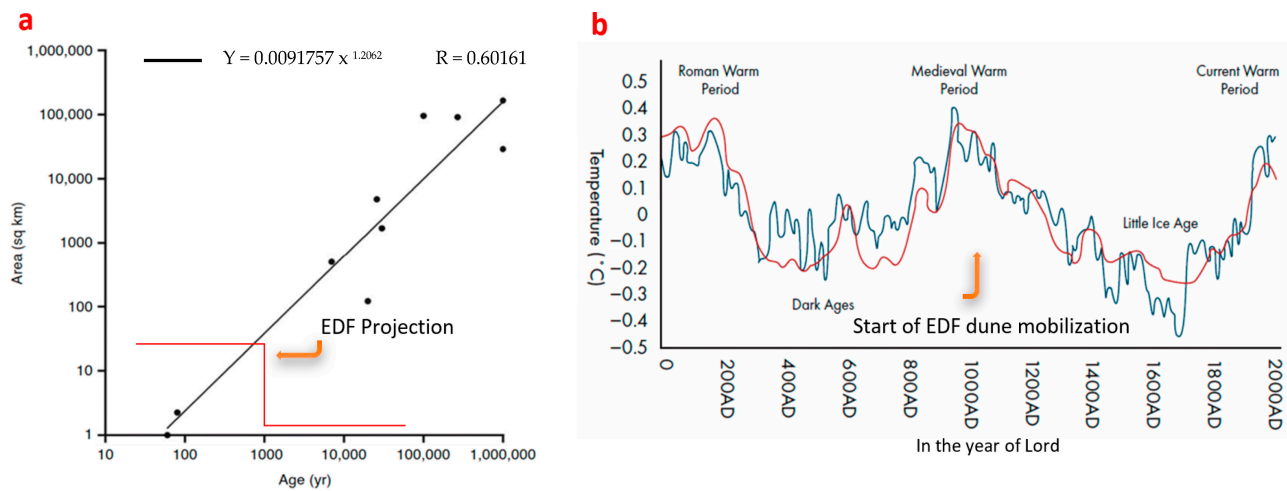 a
Y = 0.0091757 x 1.2062
R = 0.60161
1,000,000
100,000
10,000
1000
100
10
1
Area (sq km)
EDF Projection
10
100
1000
10,000
100,000
1,000,000
Age (yr)
b
Roman Warm
Period
Medieval Warm
Period
Current Warm
Period
0.5
0.4
0.3
0.2
0.1
0
−0.1
−0.2
−0.3
−0.4
−0.5
Temperature (°C)
Little Ice Age
Dark Ages
Start of EDF dune mobilization
0
200AD
400AD
600AD
800AD
1000AD
1200AD
1400AD
1600AD
1800AD
2000AD
In the year of Lord